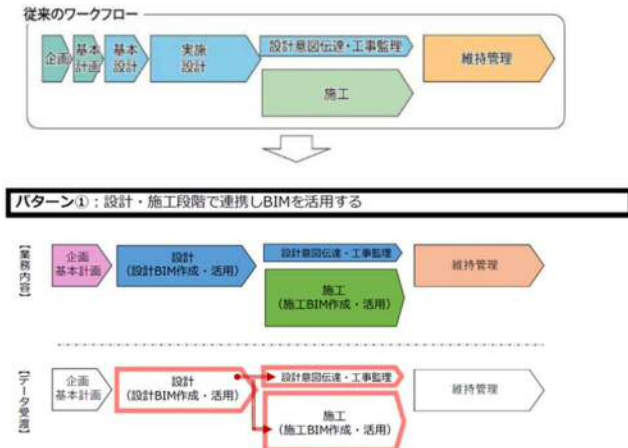 従来のワークフロー
企画
基本
計画
基本
設計
実施
設計
設計意図伝達・工事監理
施工
維持管理
パターン①:設計・施工段階で連携しBIMを活用する
【業務内容】
企画
基本計画
設計
(設計BIM作成・活用)
設計意図伝達・工事監理
施工
(施工BIM作成・活用)
維持管理
【データ受渡】
企画
基本計画
設計
(設計BIM作成・活用)
設計意図伝達・工事監理
施工
(施工BIM作成・活用)
維持管理